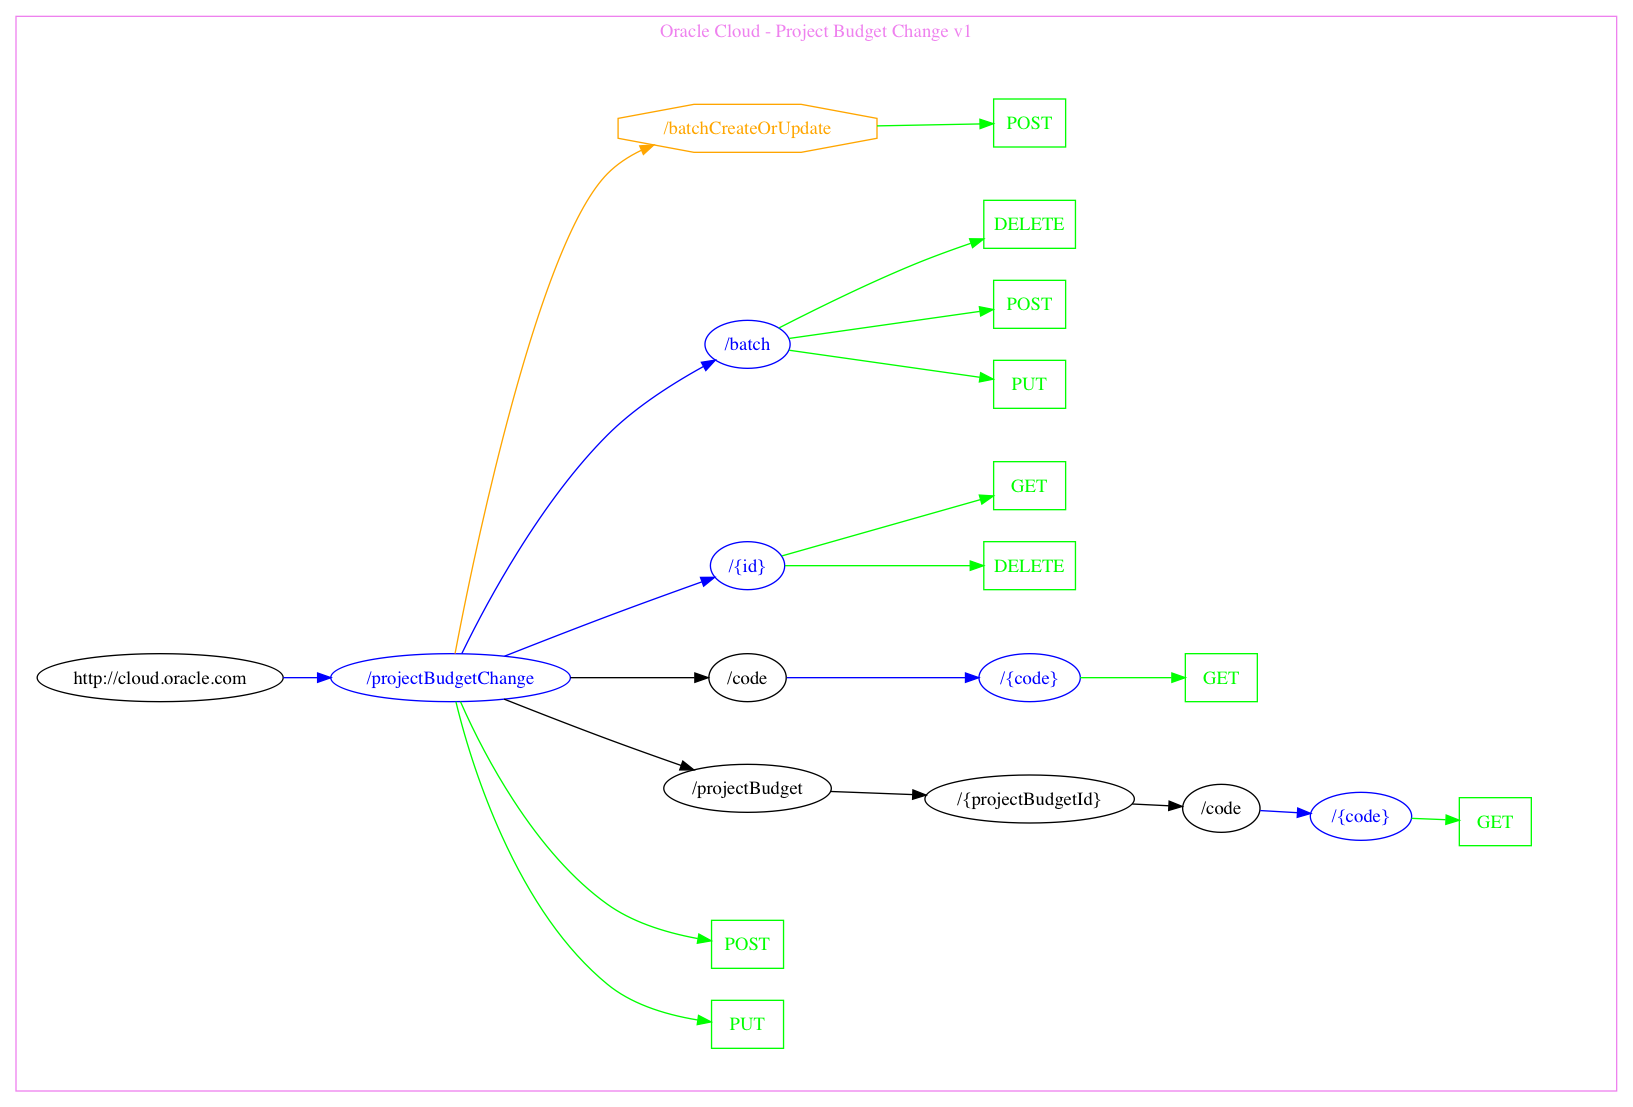 Oracle Cloud - Project Budget Change v1
/batchCreateOrUpdate
POST
DELETE
POST
/batch
PUT
GET
/{id}
DELETE
http://cloud.oracle.com
/projectBudgetChange
/code
/{code}
GET
/projectBudget
/{projectBudgetId}
/code
/{code}
GET
POST
PUT